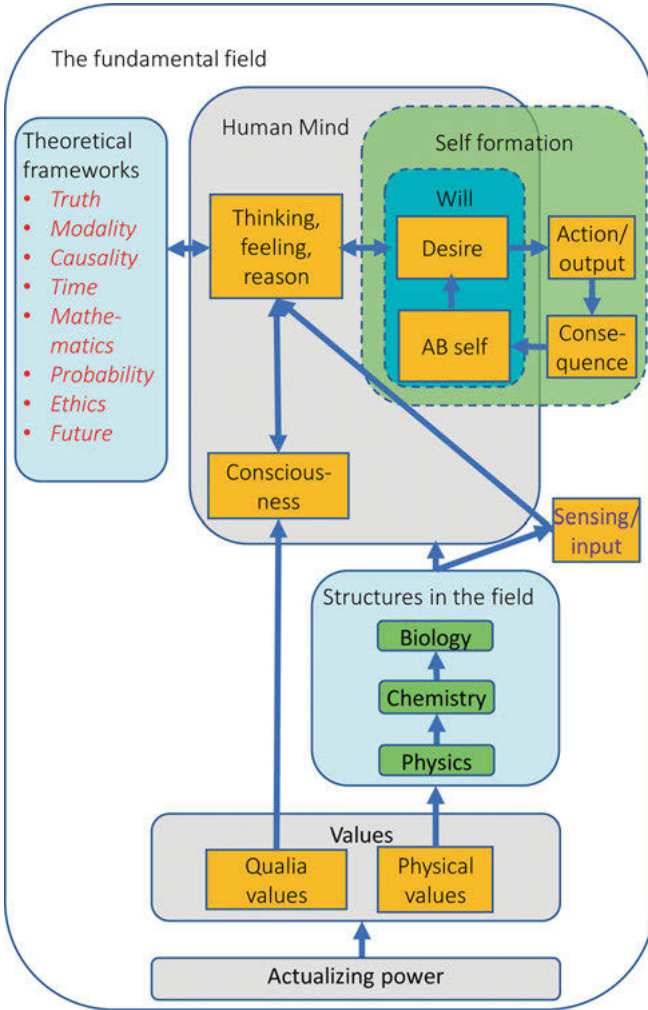 The fundamental field
Theoretical
frameworks
• Truth
• Modality
• Causality
• Time
• Mathe-
matics
• Probability
• Ethics
• Future
Human Mind
Thinking,
feeling,
reason
Conscious-
ness
Self formation
Will
Desire
AB self
Action/
output
Conse-
quence
Sensing/
input
Structures in the field
Biology
Chemistry
Physics
Values
Qualia
values
Physical
values
Actualizing power